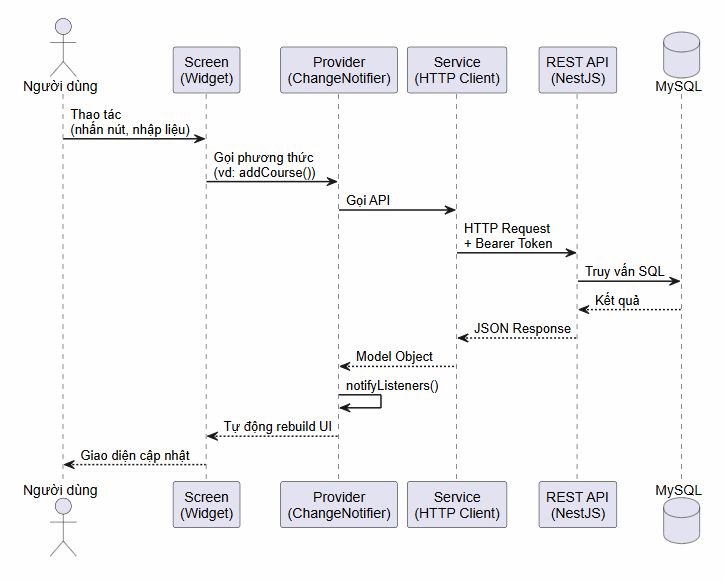 Người dùng
Screen
(Widget)
Provider
(ChangeNotifier)
Service
(HTTP Client)
REST API
(NestJS)
MySQL
Thao tác
(nhấn nút, nhập liệu)
Gọi phương thức
(vd: addCourse())
Gọi API
HTTP Request
+ Bearer Token
Truy vấn SQL
Kết quả
JSON Response
Model Object
notifyListeners()
Tự động rebuild UI
Giao diện cập nhật
Người dùng
Screen
(Widget)
Provider
(ChangeNotifier)
Service
(HTTP Client)
REST API
(NestJS)
MySQL